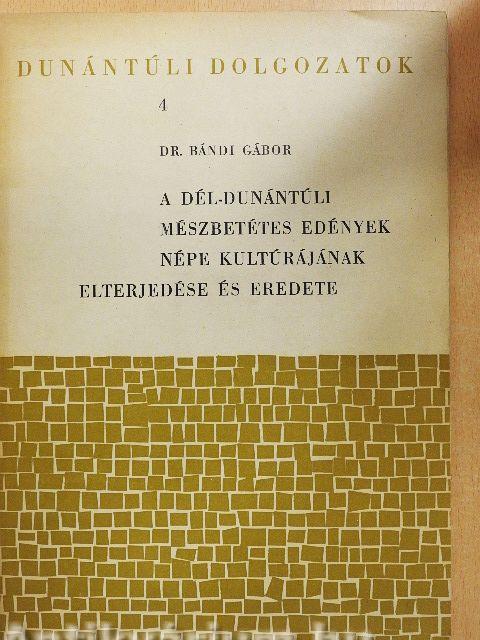 DUNÁNTÚLI DOLGOZATOK
4
DR. BÁNDI GÁBOR
A DÉL-DUNÁNTÚLI
MÉSZBETÉTES EDÉNYEK
NÉPE KULTÚRÁJÁNAK
ELTERJEDÉSE ÉS EREDETE